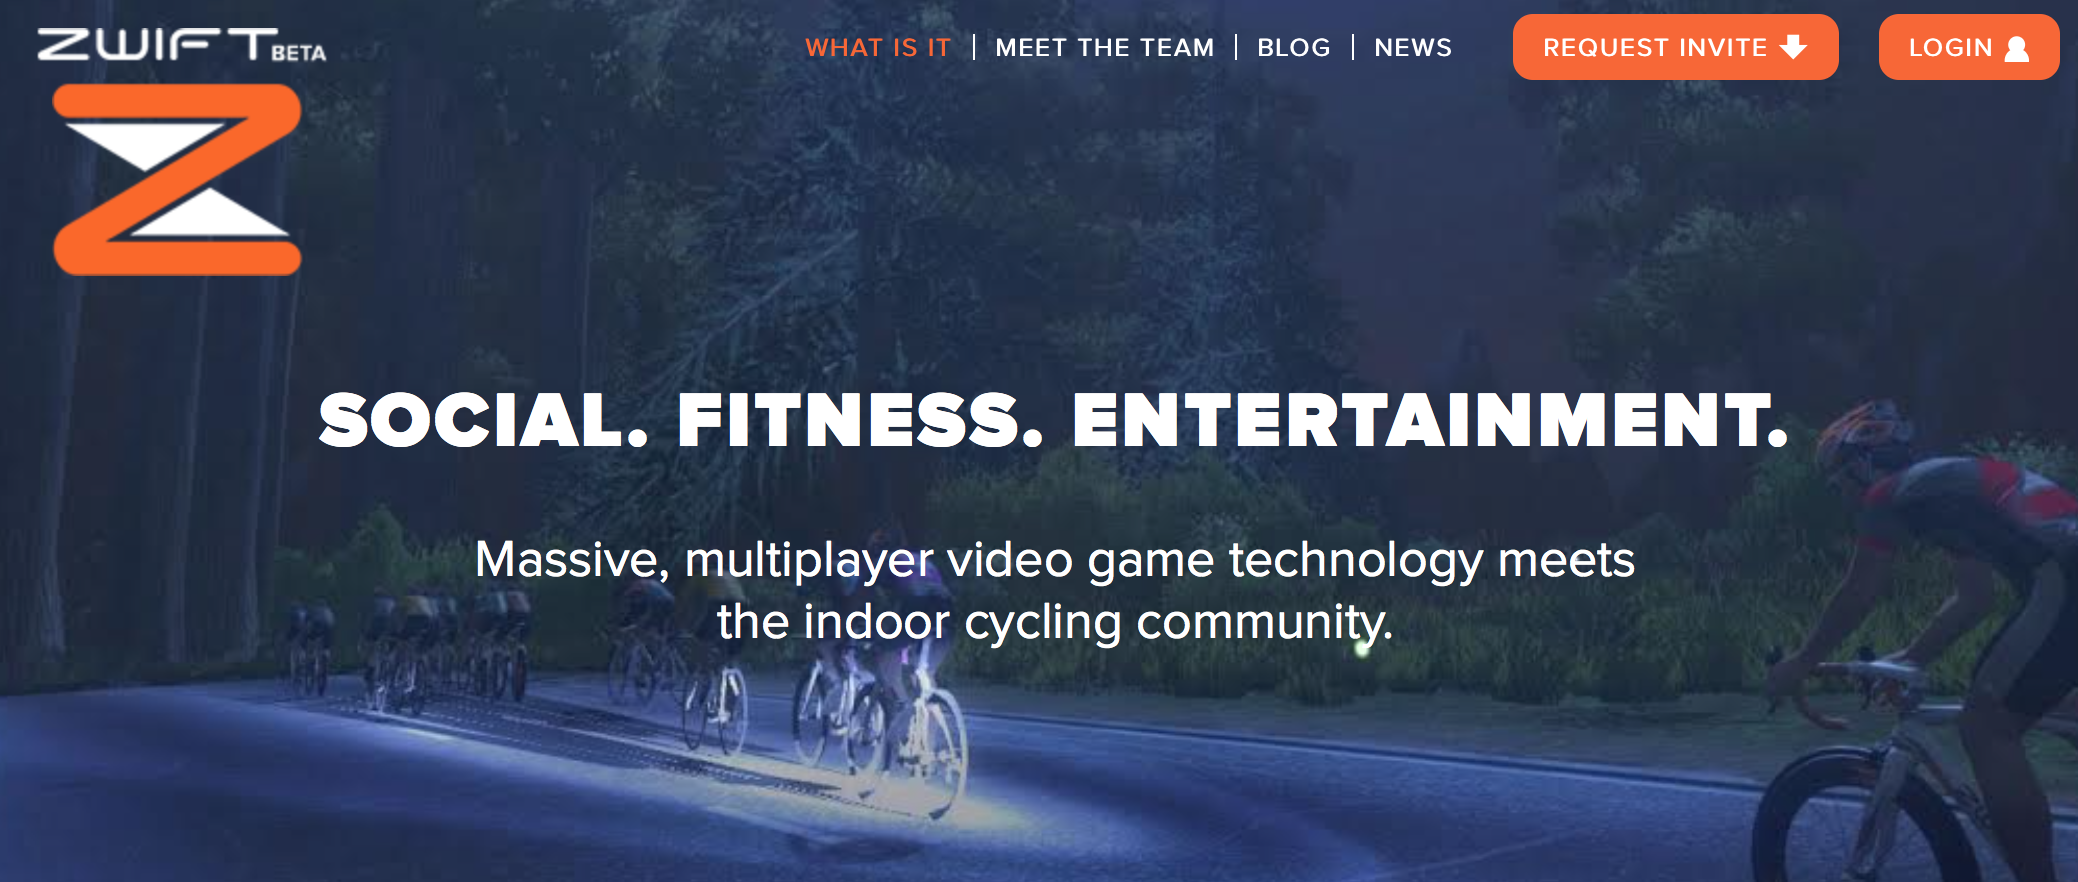 ZWIFT BETA
WHAT IS IT | MEET THE TEAM | BLOG | NEWS
REQUEST INVITE
LOGIN
Z
SOCIAL. FITNESS. ENTERTAINMENT.
Massive, multiplayer video game technology meets
the indoor cycling community.